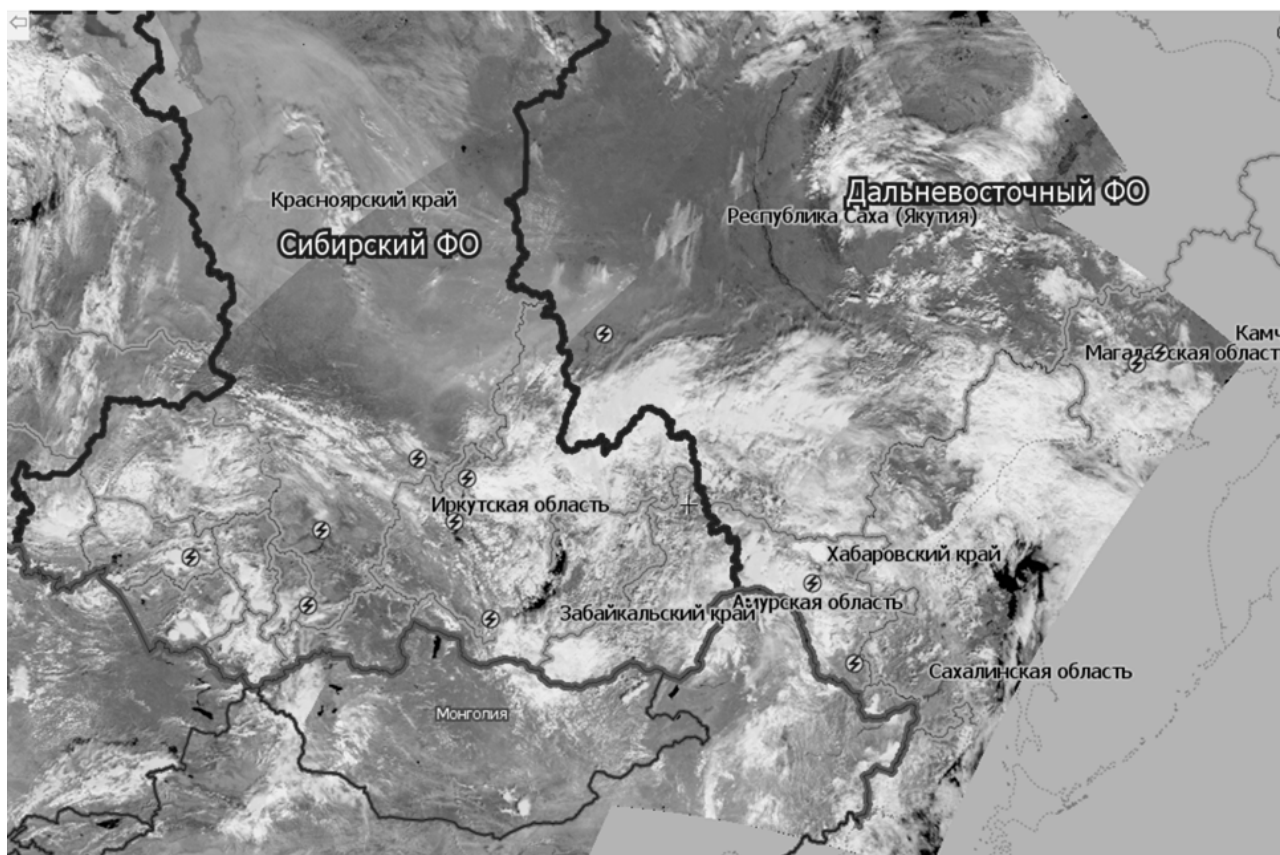 Красноярский край
Дальневосточный ФО
Республика Саха (Якутия)
Сибирский ФО
Камч
Магаданская област
Иркутская область
Хабаровский край
Амурская область
Забайкальский край
Сахалинская область
Монголия